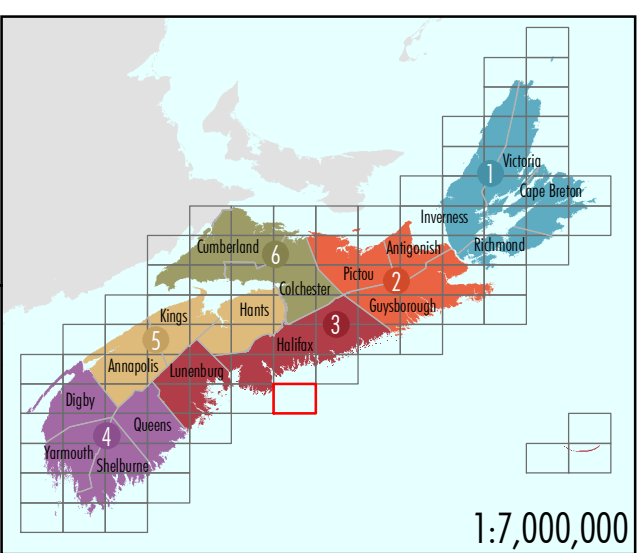 Victoria
1
Cape Breton
Inverness
Richmond
Cumberland
6
Antigonish
Pictou
2
Colchester
Guysborough
Kings
Hants
3
5
Halifax
Annapolis
Lunenburg
Digby
Queens
4
Yarmouth
Shelburne
1:7,000,000